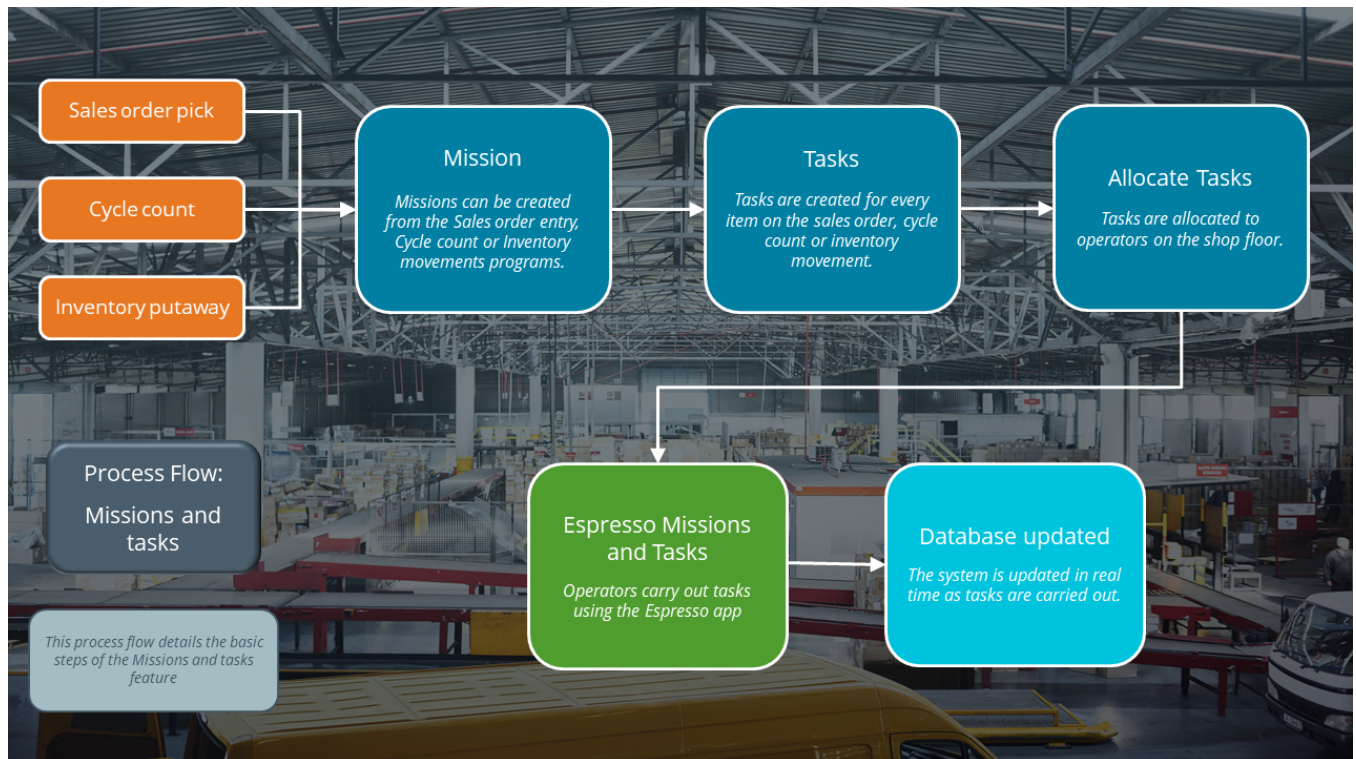 Sales order pick
Cycle count
Inventory putaway
Mission
Missions can be created
from the Sales order entry,
Cycle count or Inventory
movements programs.
Tasks
Tasks are created for every
item on the sales order, cycle
count or inventory
movement.
Allocate Tasks
Tasks are allocated to
operators on the shop floor.
Process Flow:
Missions and
tasks
This process flow details the basic
steps of the Missions and tasks
feature
Espresso Missions
and Tasks
Operators carry out tasks
using the Espresso app
Database updated
The system is updated in real
time as tasks are carried out.